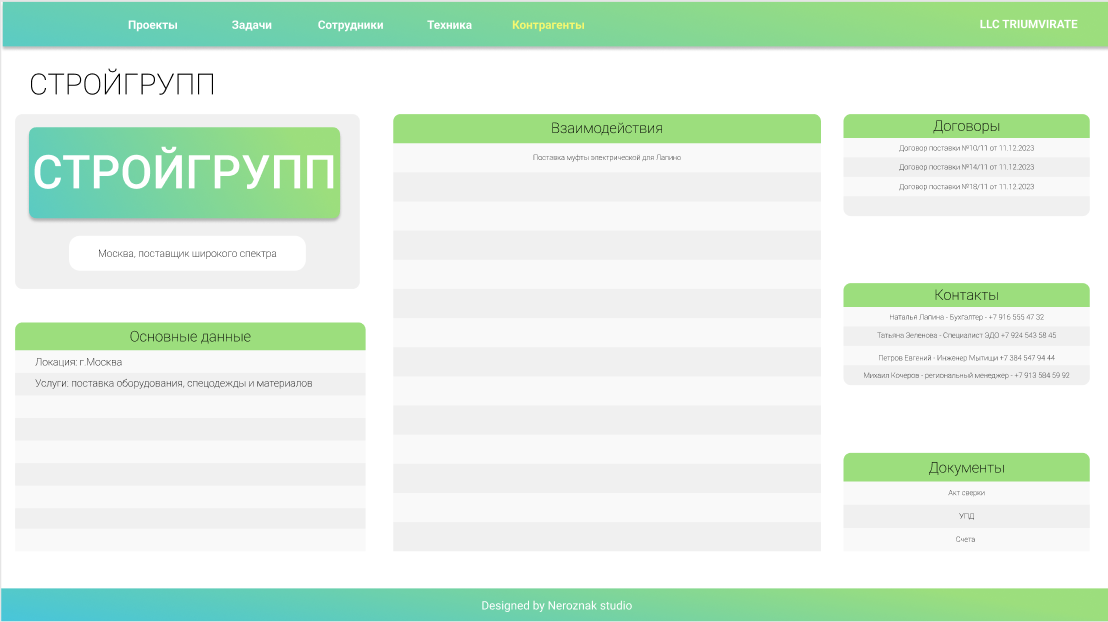 Проекты Задачи Сотрудники Техника Контрагенты LLC TRIUMVIRATE
СТРОЙГРУПП
СТРОЙГРУПП
Москва, поставщик широкого спектра
Основные данные
Локация: г.Москва
Услуги: поставка оборудования, спецодежды и материалов
Взаимодействия
Поставка муфты электрической для Лапино
Договоры
Договор поставки №10/11 от 11.12.2023
Договор поставки №14/11 от 11.12.2023
Договор поставки №18/11 от 11.12.2023
Контакты
Наталья Лапина - Бухгалтер - +7 916 555 47 32
Татьяна Зеленова - Специалист ЭДО +7 924 543 58 45
Петров Евгений - Инженер Мытищи +7 384 547 94 44
Михаил Кочеров - региональный менеджер - +7 913 584 59 92
Документы
Акт сверки
УПД
Счета
Designed by Neroznak studio